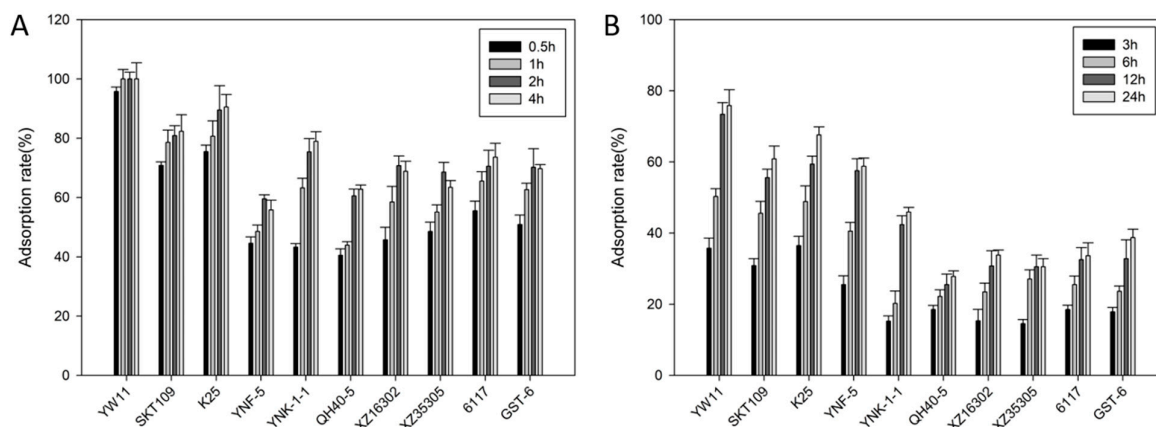 A
Adsorption rate(%)
120
100
80
60
40
20
0
0.5h
1h
2h
4h
YW11
SKT109
K25
YNF-5
YNK-1-1
QH40-5
XZ16302
XZ35305
6117
GST-6
B
Adsorption rate(%)
100
80
60
40
20
0
3h
6h
12h
24h
YW11
SKT109
K25
YNF-5
YNK-1-1
QH40-5
XZ16302
XZ35305
6117
GST-6